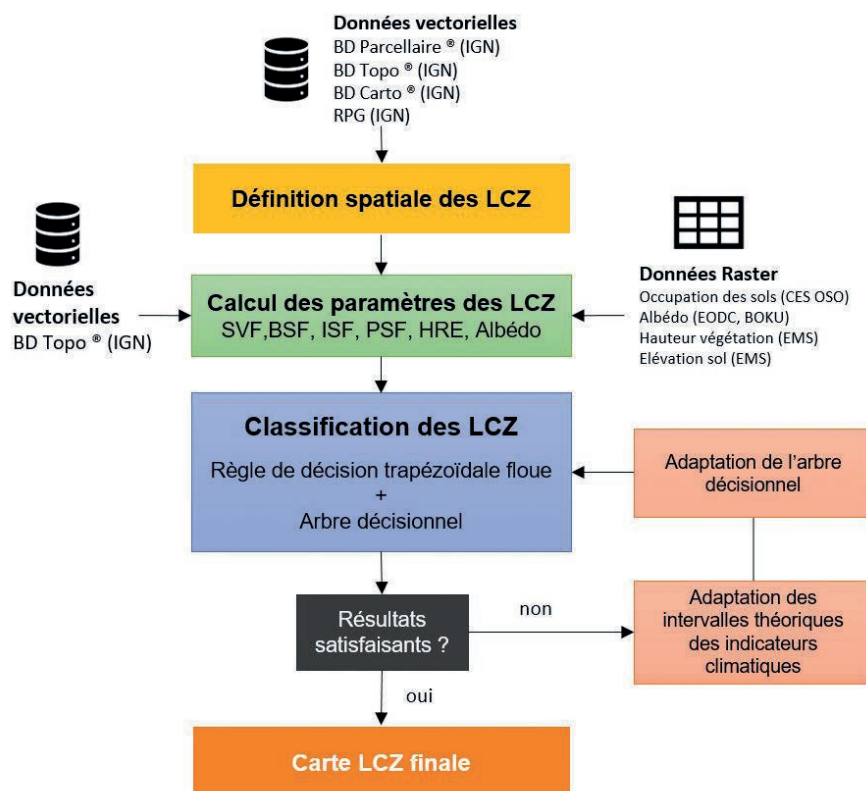 Données vectorielles
BD Parcellaire ® (IGN)
BD Topo ® (IGN)
BD Carto ® (IGN)
RPG (IGN)
Définition spatiale des LCZ
Données
vectorielles
BD Topo ® (IGN)
Calcul des paramètres des LCZ
SVF,BSF, ISF, PSF, HRE, Albédo
Données Raster
Occupation des sols (CES OSO)
Albédo (EODC, BOKU)
Hauteur végétation (EMS)
Elévation sol (EMS)
Classification des LCZ
Règle de décision trapézoïdale floue
+
Arbre décisionnel
Adaptation de l’arbre
décisionnel
Résultats
satisfaisants ?
non
Adaptation des
intervalles théoriques
des indicateurs
climatiques
oui
Carte LCZ finale